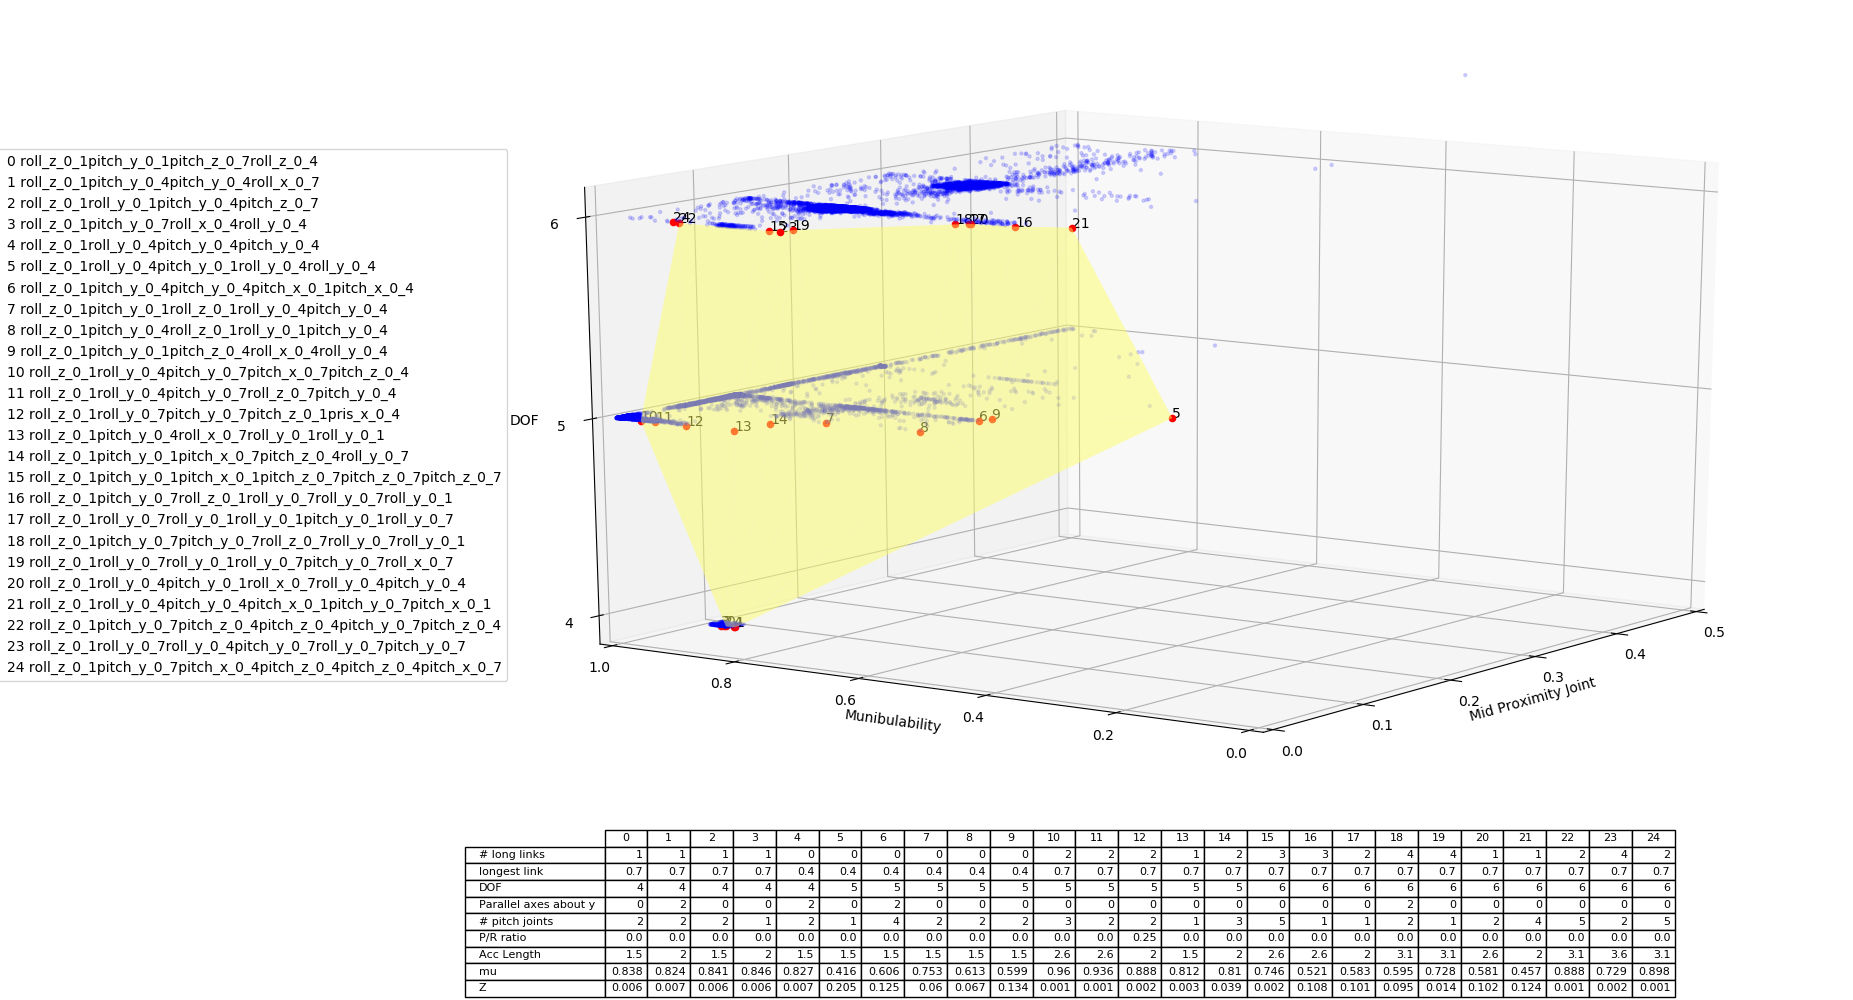 0 roll_z_0_1pitch_y_0_1pitch_z_0_7roll_z_0_4
1 roll_z_0_1pitch_y_0_4pitch_y_0_4roll_x_0_7
2 roll_z_0_1roll_y_0_1pitch_y_0_4pitch_z_0_7
3 roll_z_0_1pitch_y_0_7roll_x_0_4roll_y_0_4
4 roll_z_0_1roll_y_0_4pitch_y_0_4pitch_y_0_4
5 roll_z_0_1roll_y_0_4pitch_y_0_1roll_y_0_4roll_y_0_4
6 roll_z_0_1pitch_y_0_4pitch_y_0_4pitch_x_0_1pitch_x_0_4
7 roll_z_0_1pitch_y_0_1roll_z_0_1roll_y_0_4pitch_y_0_4
8 roll_z_0_1pitch_y_0_4roll_z_0_1roll_y_0_1pitch_y_0_4
9 roll_z_0_1pitch_y_0_1pitch_z_0_4roll_x_0_4roll_y_0_4
10 roll_z_0_1roll_y_0_4pitch_y_0_7pitch_x_0_7pitch_z_0_4
11 roll_z_0_1roll_y_0_4pitch_y_0_7roll_z_0_7pitch_y_0_4
12 roll_z_0_1roll_y_0_7pitch_y_0_7pitch_z_0_1pris_x_0_4
13 roll_z_0_1pitch_y_0_4roll_x_0_7roll_y_0_1roll_y_0_1
14 roll_z_0_1pitch_y_0_1pitch_x_0_7pitch_z_0_4roll_y_0_7
15 roll_z_0_1pitch_y_0_1pitch_x_0_1pitch_z_0_7pitch_z_0_7pitch_z_0_7
16 roll_z_0_1pitch_y_0_7roll_z_0_1roll_y_0_7roll_y_0_7roll_y_0_1
17 roll_z_0_1roll_y_0_7roll_y_0_1roll_y_0_1pitch_y_0_1roll_y_0_7
18 roll_z_0_1pitch_y_0_7pitch_y_0_7roll_z_0_7roll_y_0_7roll_y_0_1
19 roll_z_0_1roll_y_0_7roll_y_0_1roll_y_0_7pitch_y_0_7roll_x_0_7
20 roll_z_0_1roll_y_0_4pitch_y_0_1roll_x_0_7roll_y_0_4pitch_y_0_4
21 roll_z_0_1roll_y_0_4pitch_y_0_4pitch_x_0_1pitch_y_0_7pitch_x_0_1
22 roll_z_0_1pitch_y_0_7pitch_z_0_4pitch_z_0_4pitch_y_0_7pitch_z_0_4
23 roll_z_0_1roll_y_0_7roll_y_0_4pitch_y_0_7roll_y_0_7pitch_y_0_7
24 roll_z_0_1pitch_y_0_7pitch_x_0_4pitch_z_0_4pitch_z_0_4pitch_x_0_7
6
DOF
5
4
24 22
15 23 19
18 17 20 16 21
10 11 12 13 14 7 8 6 9 5
1.0 0.8 0.6 0.4 0.2 0.0
Munibulability
0.0 0.1 0.2 0.3 0.4 0.5
Mid Proximity Joint
0 1 2 3 4 5 6 7 8 9 10 11 12 13 14 15 16 17 18 19 20 21 22 23 24
# long links 1 1 1 1 0 0 0 0 0 0 2 2 2 1 2 3 3 2 4 4 1 1 2 4 2
longest link 0.7 0.7 0.7 0.7 0.4 0.4 0.4 0.4 0.4 0.4 0.7 0.7 0.7 0.7 0.7 0.7 0.7 0.7 0.7 0.7 0.7 0.7 0.7 0.7 0.7
DOF 4 4 4 4 4 5 5 5 5 5 5 5 5 5 5 6 6 6 6 6 6 6 6 6 6
Parallel axes about y 0 2 0 0 2 0 2 0 0 0 0 0 0 0 0 0 0 0 2 0 0 0 0 0 0
# pitch joints 2 2 2 1 2 1 4 2 2 2 3 2 2 1 3 5 1 1 2 1 2 4 5 2 5
P/R ratio 0.0 0.0 0.0 0.0 0.0 0.0 0.0 0.0 0.0 0.0 0.0 0.0 0.25 0.0 0.0 0.0 0.0 0.0 0.0 0.0 0.0 0.0 0.0 0.0 0.0
Acc Length 1.5 2 1.5 2 1.5 1.5 1.5 1.5 1.5 1.5 2.6 2.6 2 1.5 2 2.6 2.6 2 3.1 3.1 2.6 2 3.1 3.6 3.1
mu 0.838 0.824 0.841 0.846 0.827 0.416 0.606 0.753 0.613 0.599 0.96 0.936 0.888 0.812 0.81 0.746 0.521 0.583 0.595 0.728 0.581 0.457 0.888 0.729 0.898
Z 0.006 0.007 0.006 0.006 0.007 0.205 0.125 0.06 0.067 0.134 0.001 0.001 0.002 0.003 0.039 0.002 0.108 0.101 0.095 0.014 0.102 0.124 0.001 0.002 0.001